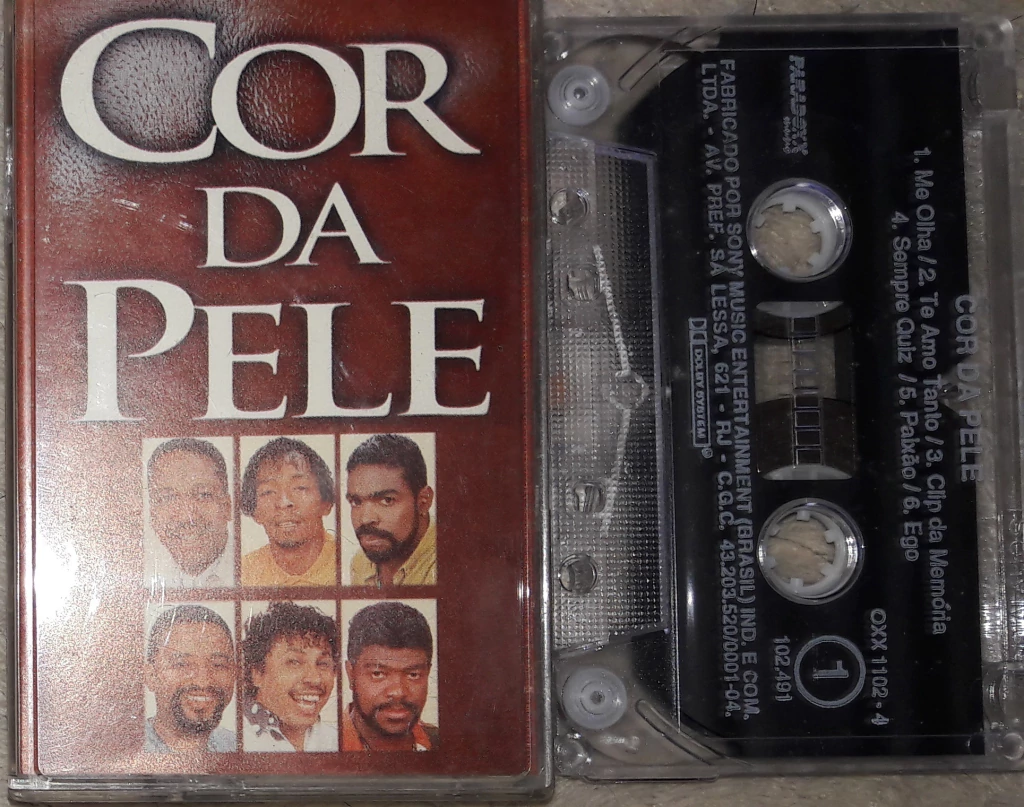 COR
DA
PELE
COR DA PELE
1. Me Olha / 2. Te Amo Tanto / 3. Clip da Memória
4. Sempre Quiz / 5. Paixão / 6. Ego
OXX 1102 - 4
1
102.491
PARADOXX
DOLBY SYSTEM®
FABRICADO POR SONY MUSIC ENTERTAINMENT (BRASIL) IND. E COM.
LTDA. - AV. PREF. SÁ LESSA, 621 - RJ - C.G.C. 43.203.520/0001-04.